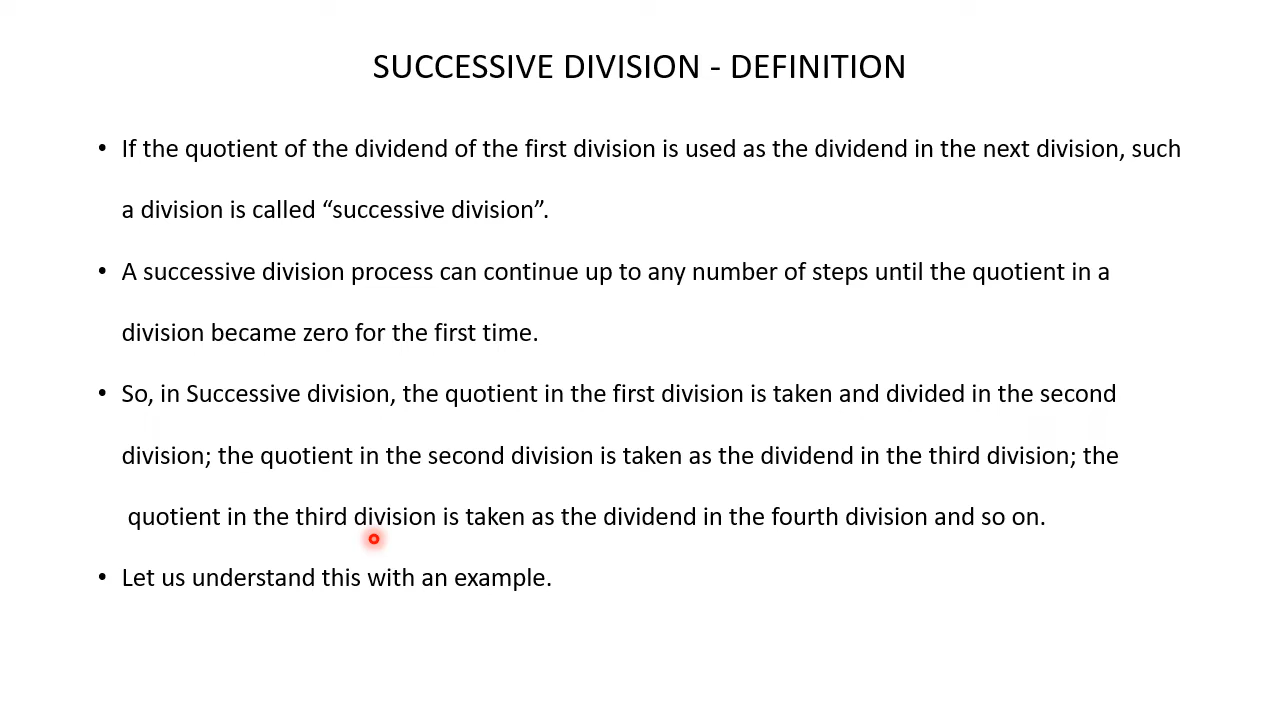 SUCCESSIVE DIVISION - DEFINITION
• If the quotient of the dividend of the first division is used as the dividend in the next division, such
a division is called “successive division”.
• A successive division process can continue up to any number of steps until the quotient in a
division became zero for the first time.
• So, in Successive division, the quotient in the first division is taken and divided in the second
division; the quotient in the second division is taken as the dividend in the third division; the
quotient in the third division is taken as the dividend in the fourth division and so on.
• Let us understand this with an example.